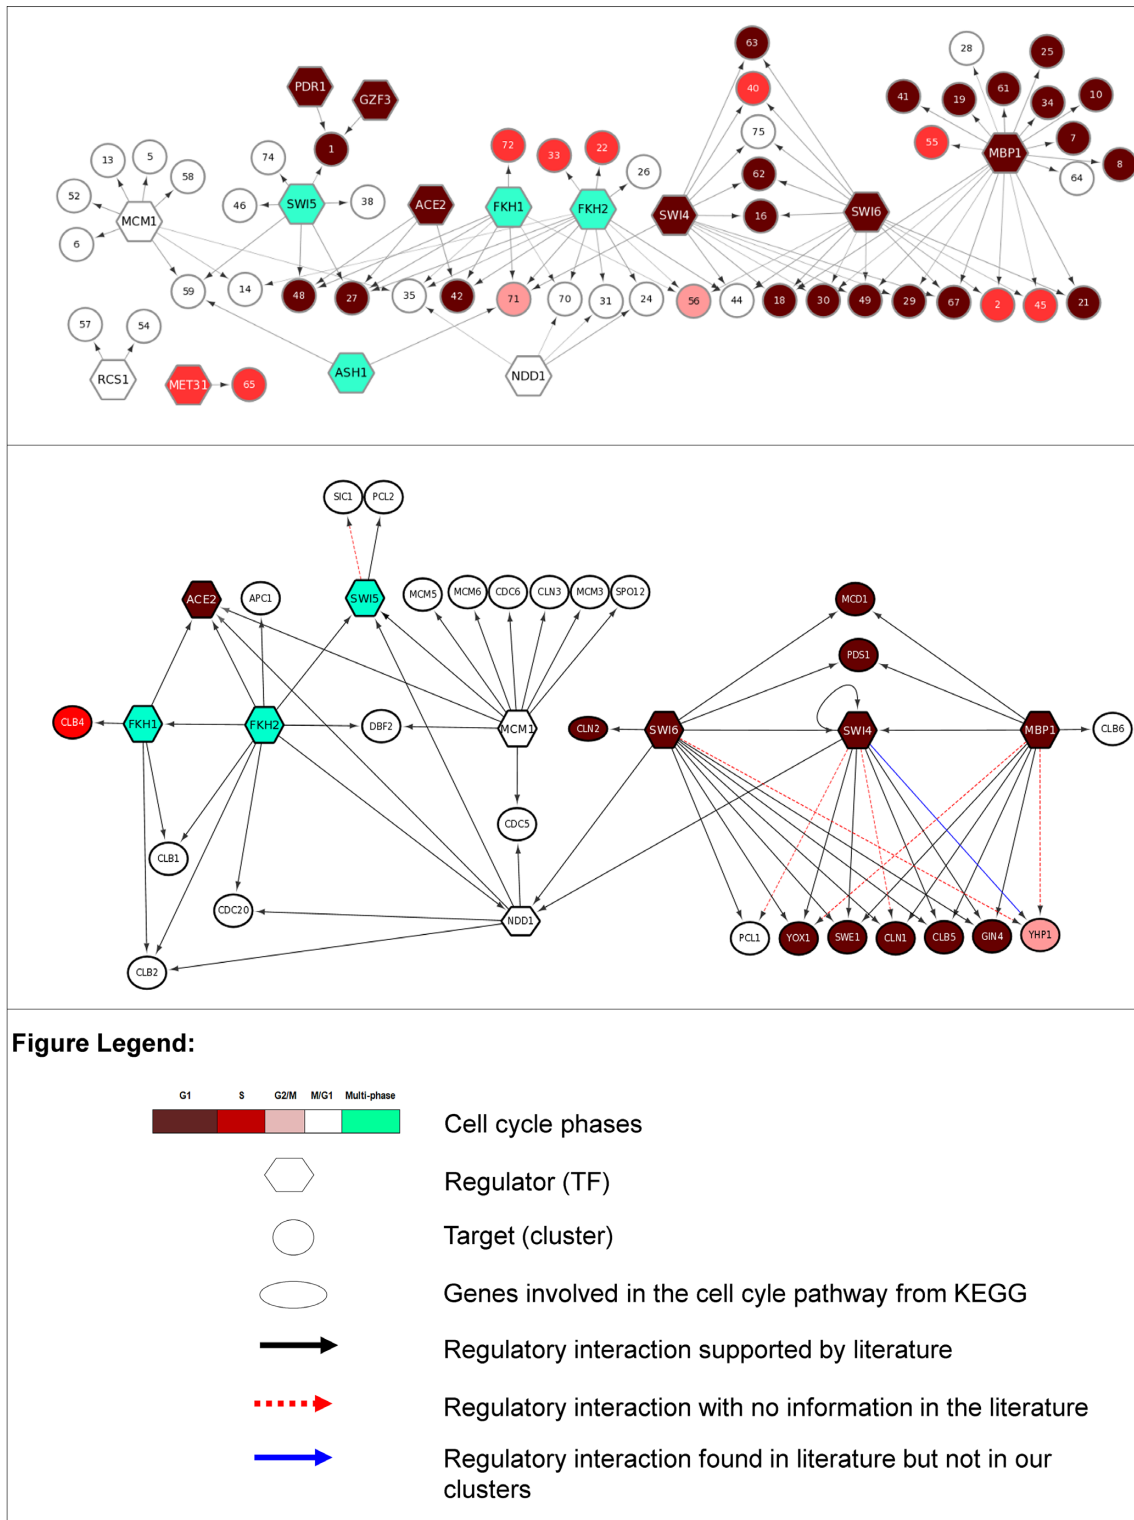 63
28
25
40
PDR1
GZF3
41
19
61
34
10
75
72
33
22
1
55
MBP1
7
8
74
13
5
58
26
62
64
52
46
SWI5
38
ACE2
FKH1
FKH2
SWI4
16
SWI6
MCM1
6
59
14
48
27
35
42
71
70
31
24
56
44
18
30
49
29
67
2
45
21
57
54
RCS1
MET31
65
ASH1
NDD1
SIC1
PCL2
ACE2
APC1
SWI5
MCM5
MCM6
CDC6
CLN3
MCM3
SPO12
MCD1
PDS1
CLB4
FKH1
FKH2
DBF2
MCM1
CLN2
SWI6
SWI4
MBP1
CLB6
CDC5
CLB1
CDC20
NDD1
CLB2
PCL1
YOX1
SWE1
CLN1
CLB5
GIN4
YHP1
Figure Legend:
G1 S G2/M M/G1 Multi-phase
Cell cycle phases
Regulator (TF)
Target (cluster)
Genes involved in the cell cyle pathway from KEGG
Regulatory interaction supported by literature
Regulatory interaction with no information in the literature
Regulatory interaction found in literature but not in our
clusters